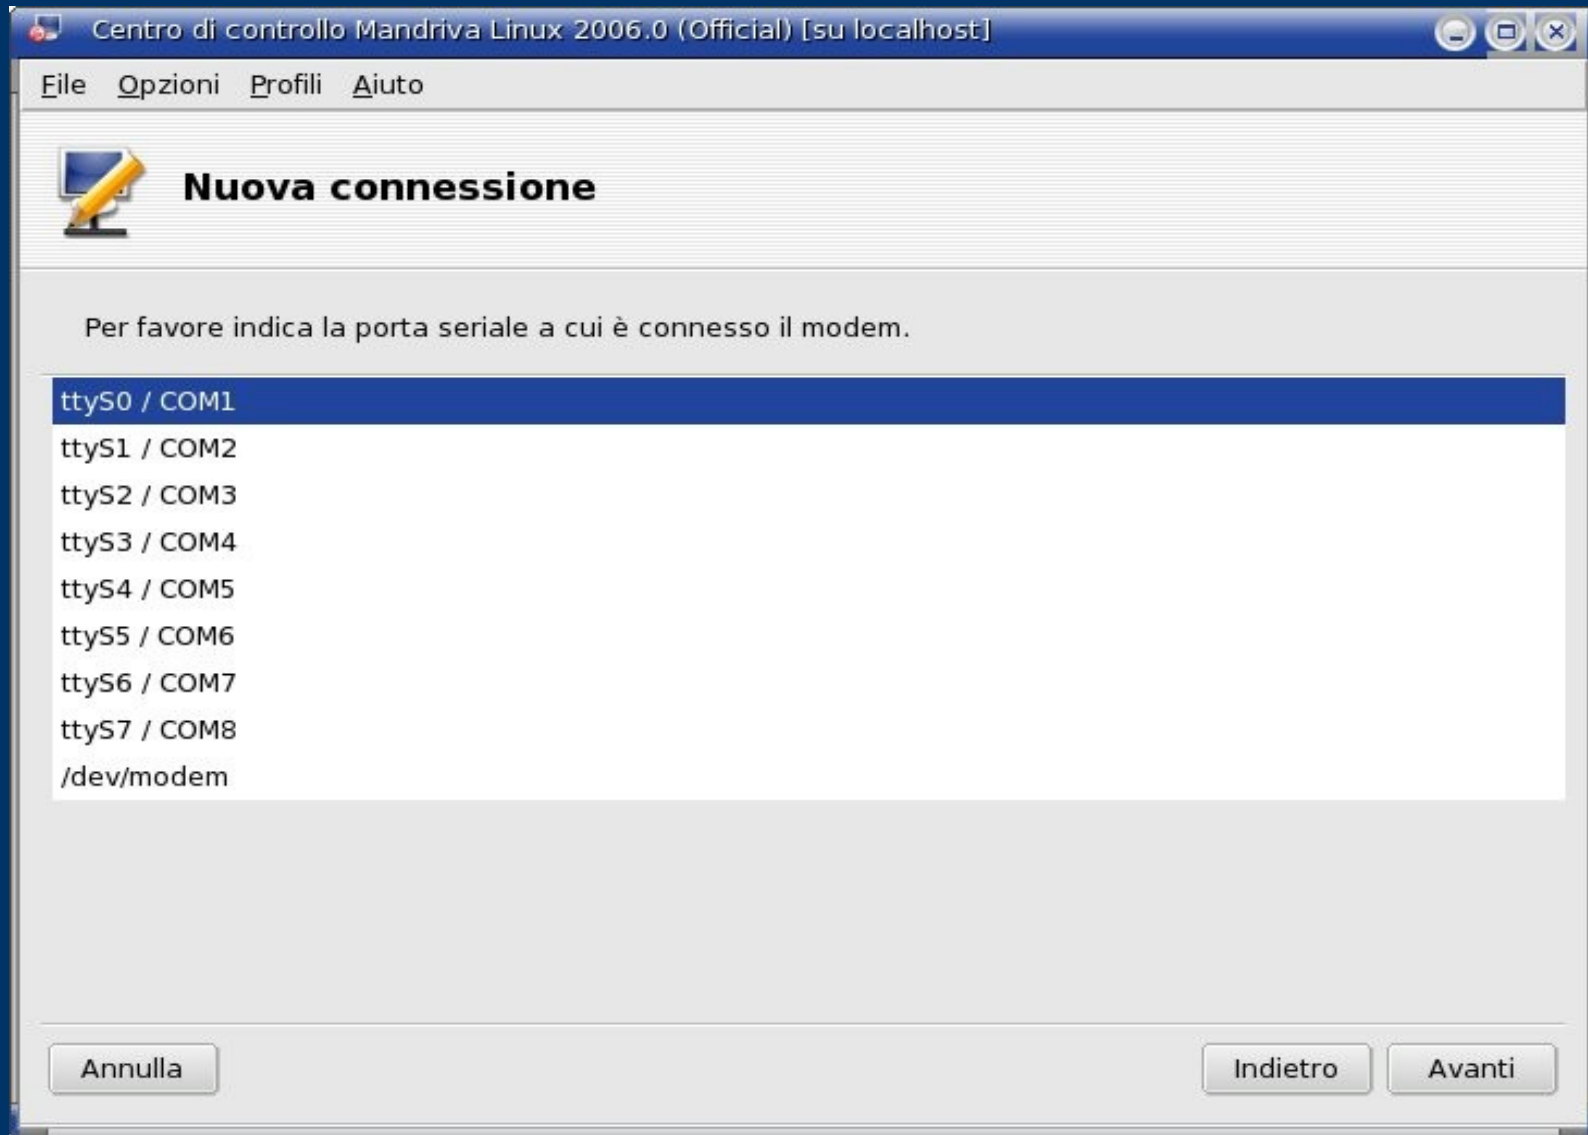 Centro di controllo Mandriva Linux 2006.0 (Official) [su localhost]
File Opzioni Profili Aiuto
Nuova connessione
Per favore indica la porta seriale a cui è connesso il modem.
ttyS0 / COM1
ttyS1 / COM2
ttyS2 / COM3
ttyS3 / COM4
ttyS4 / COM5
ttyS5 / COM6
ttyS6 / COM7
ttyS7 / COM8
/dev/modem
Annulla Indietro Avanti